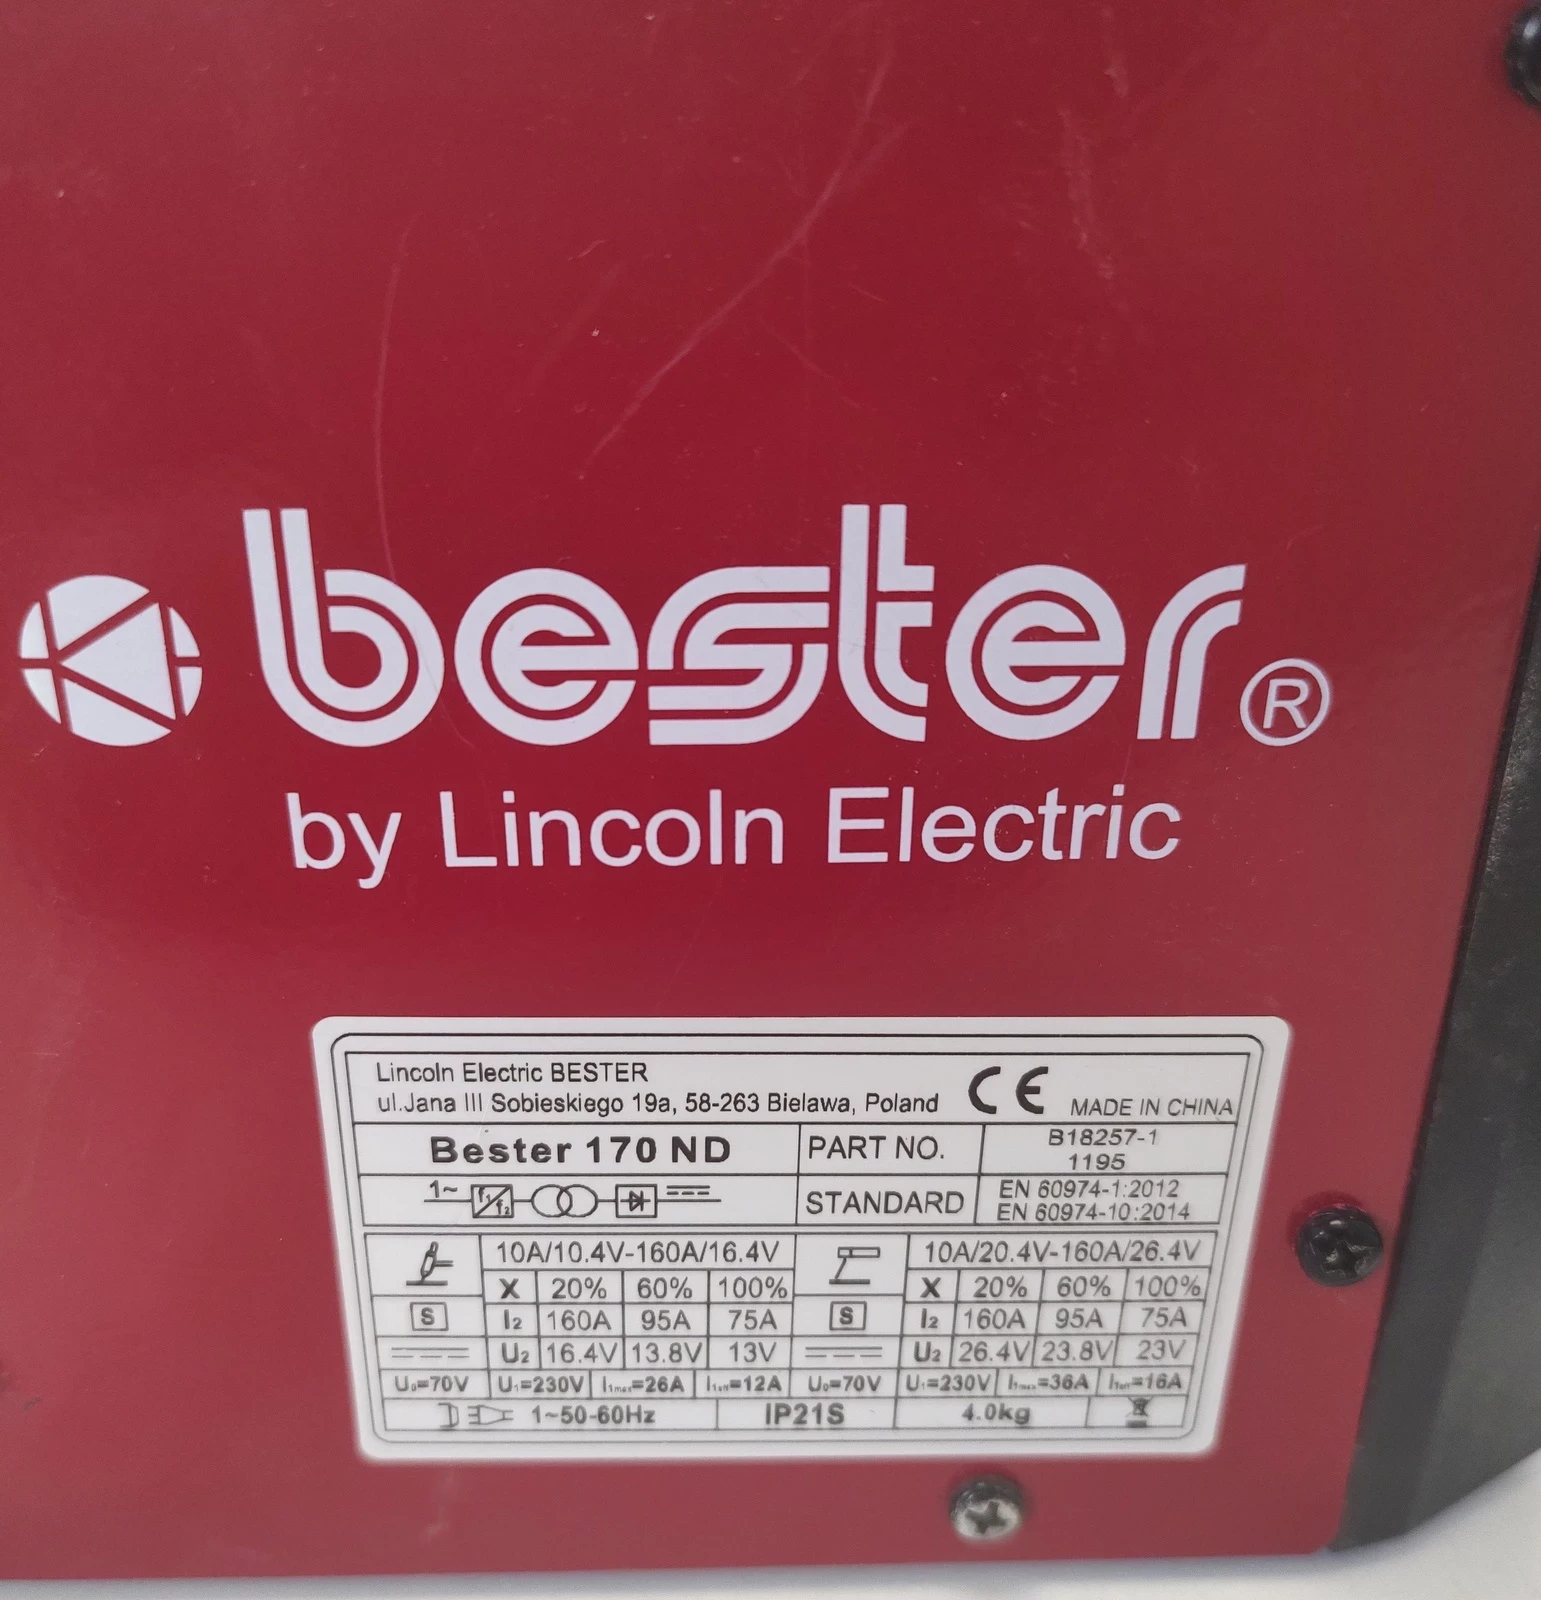 bester®
by Lincoln Electric
Lincoln Electric BESTER
ul.Jana III Sobieskiego 19a, 58-263 Bielawa, Poland
CE
MADE IN CHINA
Bester 170 ND
PART NO.
B18257-1
1195
1~ f₁ f₂
STANDARD
EN 60974-1:2012
EN 60974-10:2014
10A/10.4V-160A/16.4V
10A/20.4V-160A/26.4V
X 20% 60% 100% X 20% 60% 100%
S I₂ 160A 95A 75A S I₂ 160A 95A 75A
U₂ 16.4V 13.8V 13V U₂ 26.4V 23.8V 23V
U₀=70V U₁=230V I₁max=26A I₁eff=12A U₀=70V U₁=230V I₁max=36A I₁eff=16A
1~50-60Hz IP21S 4.0kg